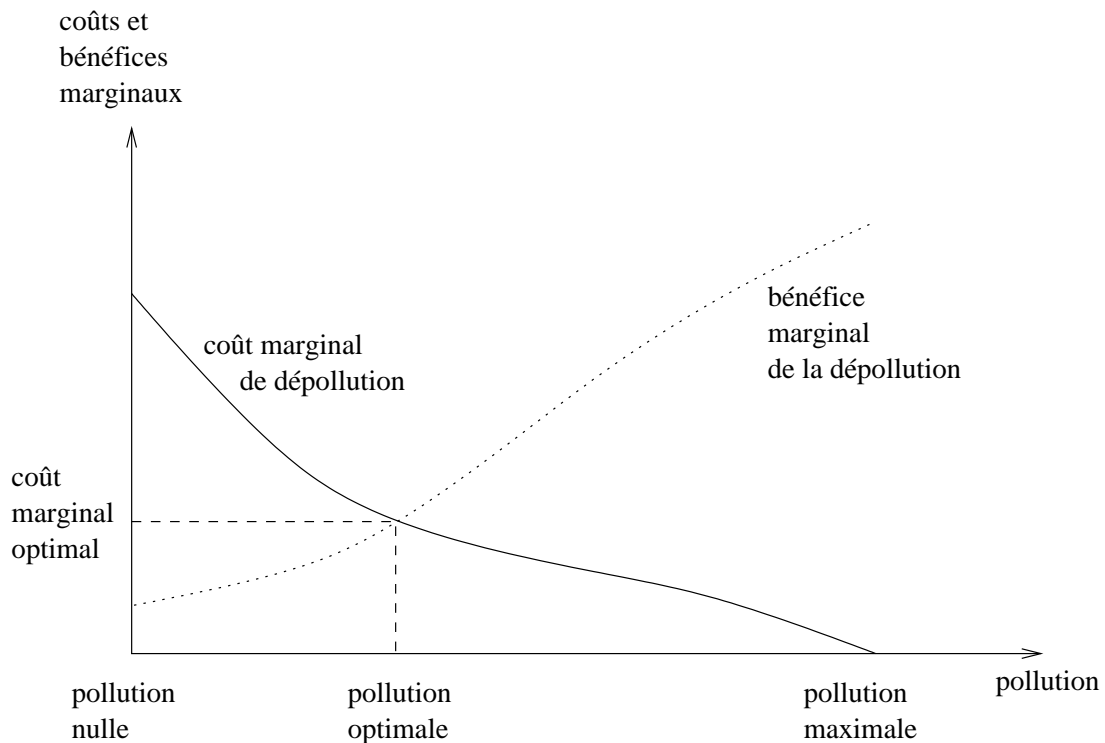 coûts et
bénéfices
marginaux
bénéfice
marginal
de la dépollution
coût marginal
de dépollution
coût
marginal
optimal
pollution
pollution
nulle
pollution
optimale
pollution
maximale